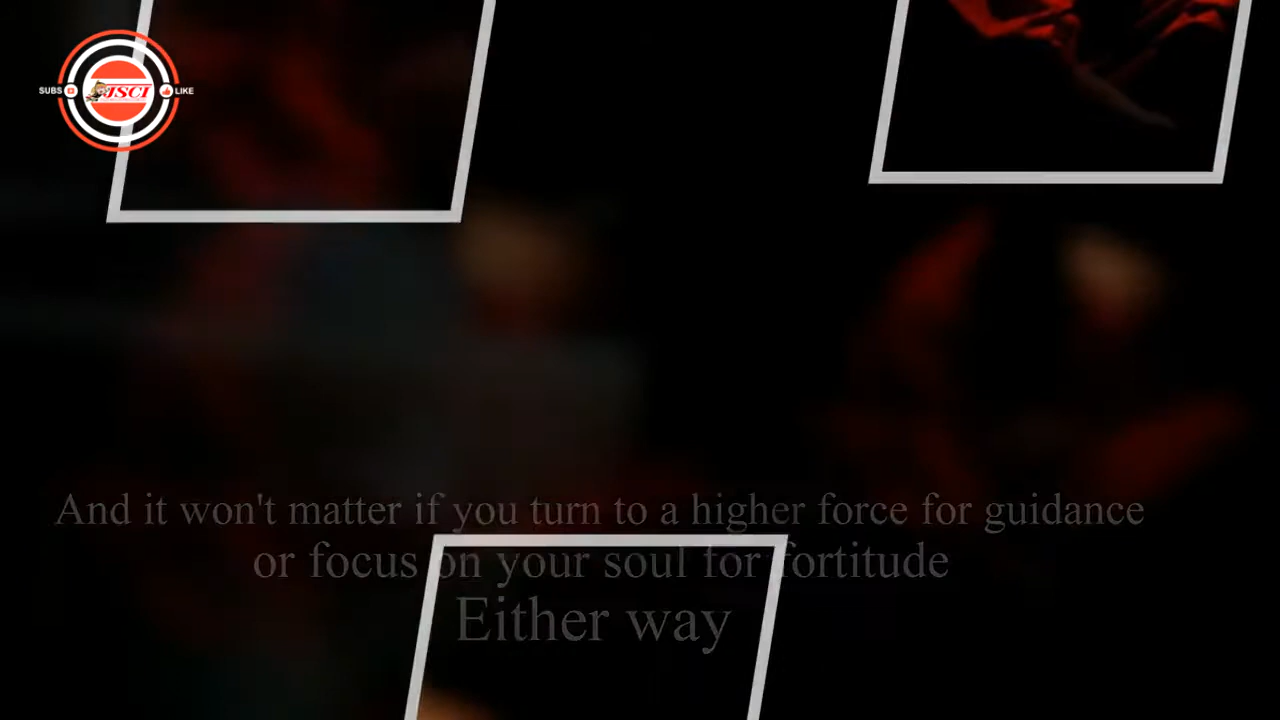 SUBS
JSCI
LIKE
And it won't matter if you turn to a higher force for guidance
or focus on your soul for fortitude
Either way